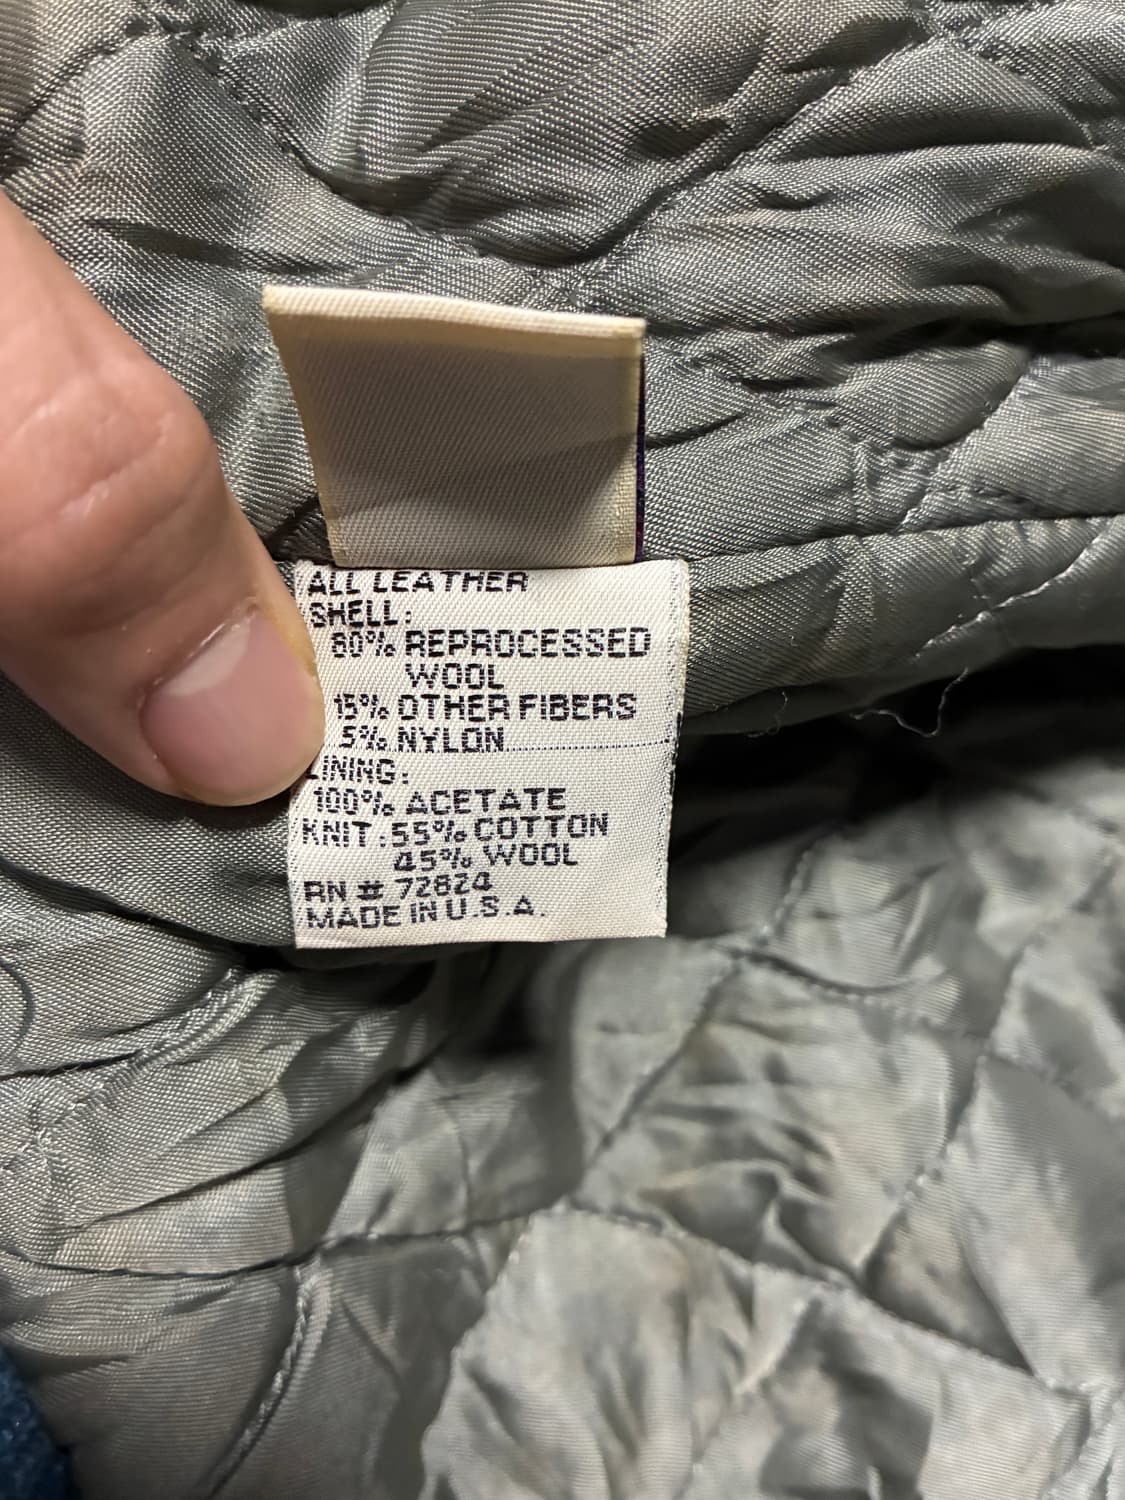 ALL LEATHER
SHELL:
80% REPROCESSED
WOOL
15% OTHER FIBERS
5% NYLON
LINING:
100% ACETATE
KNIT: 55% COTTON
45% WOOL
RN # 72824
MADE IN U.S.A.